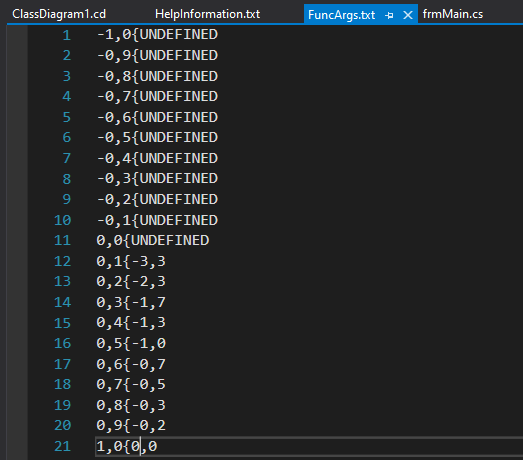 ClassDiagram1.cd HelpInformation.txt FuncArgs.txt frmMain.cs
1 -1,0{UNDEFINED
2 -0,9{UNDEFINED
3 -0,8{UNDEFINED
4 -0,7{UNDEFINED
5 -0,6{UNDEFINED
6 -0,5{UNDEFINED
7 -0,4{UNDEFINED
8 -0,3{UNDEFINED
9 -0,2{UNDEFINED
10 -0,1{UNDEFINED
11 0,0{UNDEFINED
12 0,1{-3,3
13 0,2{-2,3
14 0,3{-1,7
15 0,4{-1,3
16 0,5{-1,0
17 0,6{-0,7
18 0,7{-0,5
19 0,8{-0,3
20 0,9{-0,2
21 1,0{0,0